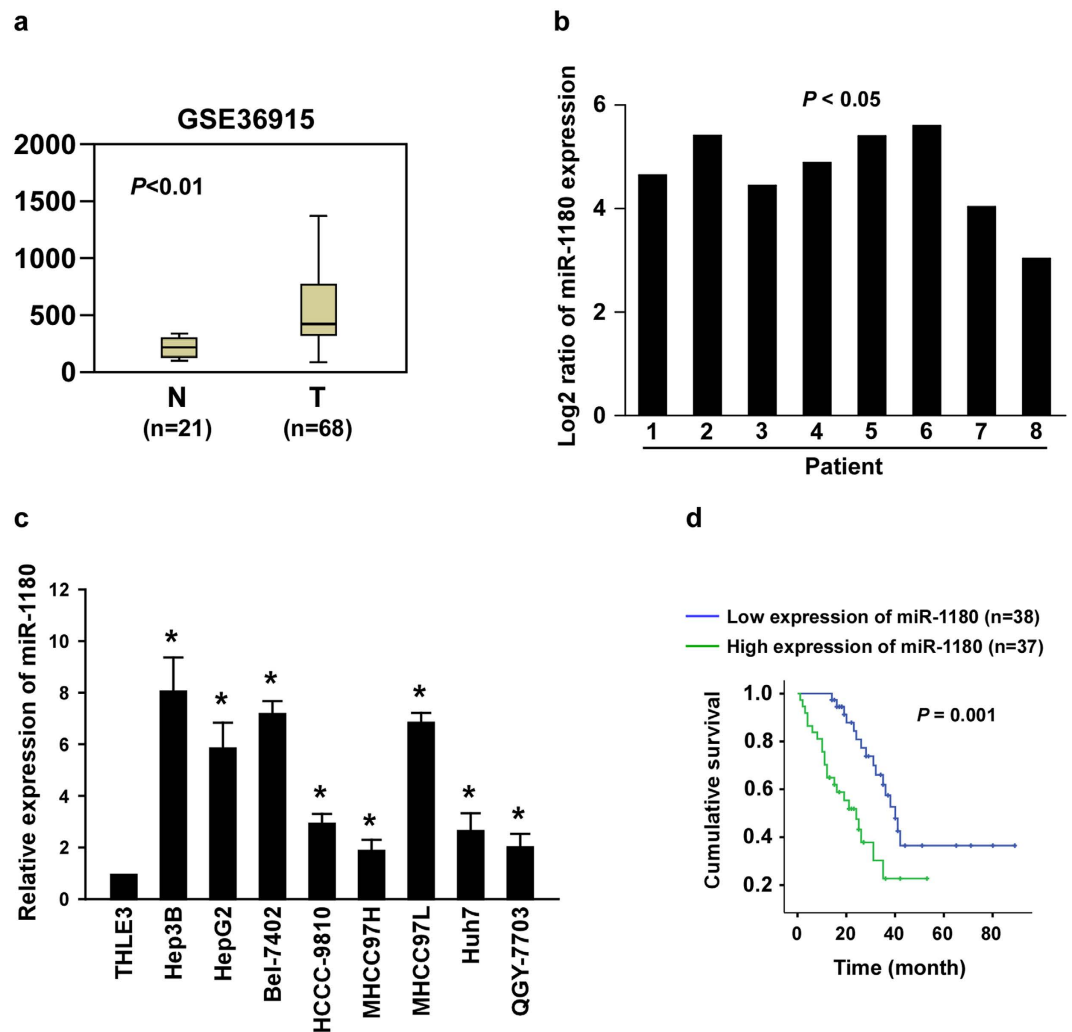 a
GSE36915
2000
1500
1000
500
0
P<0.01
N
T
(n=21)
(n=68)
b
Log2 ratio of miR-1180 expression
6
4
2
0
P < 0.05
1 2 3 4 5 6 7 8
Patient
c
Relative expression of miR-1180
12
10
8
6
4
2
0
* * * * * * * *
THLE3
Hep3B
HepG2
Bel-7402
HCCC-9810
MHCC97H
MHCC97L
Huh7
QGY-7703
d
Low expression of miR-1180 (n=38)
High expression of miR-1180 (n=37)
Cumulative survival
1.0
0.8
0.6
0.4
0.2
P = 0.001
0 20 40 60 80
Time (month)